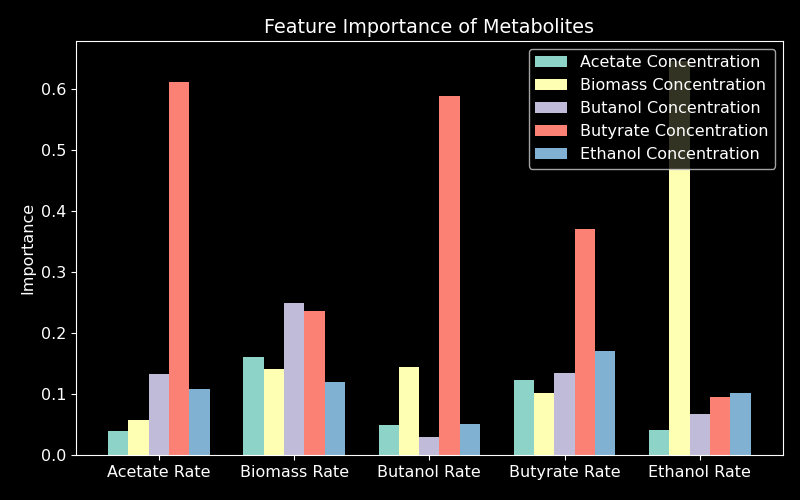 Feature Importance of Metabolites
Acetate Concentration
Biomass Concentration
Butanol Concentration
Butyrate Concentration
Ethanol Concentration
Importance
0.6
0.5
0.4
0.3
0.2
0.1
0.0
Acetate Rate
Biomass Rate
Butanol Rate
Butyrate Rate
Ethanol Rate